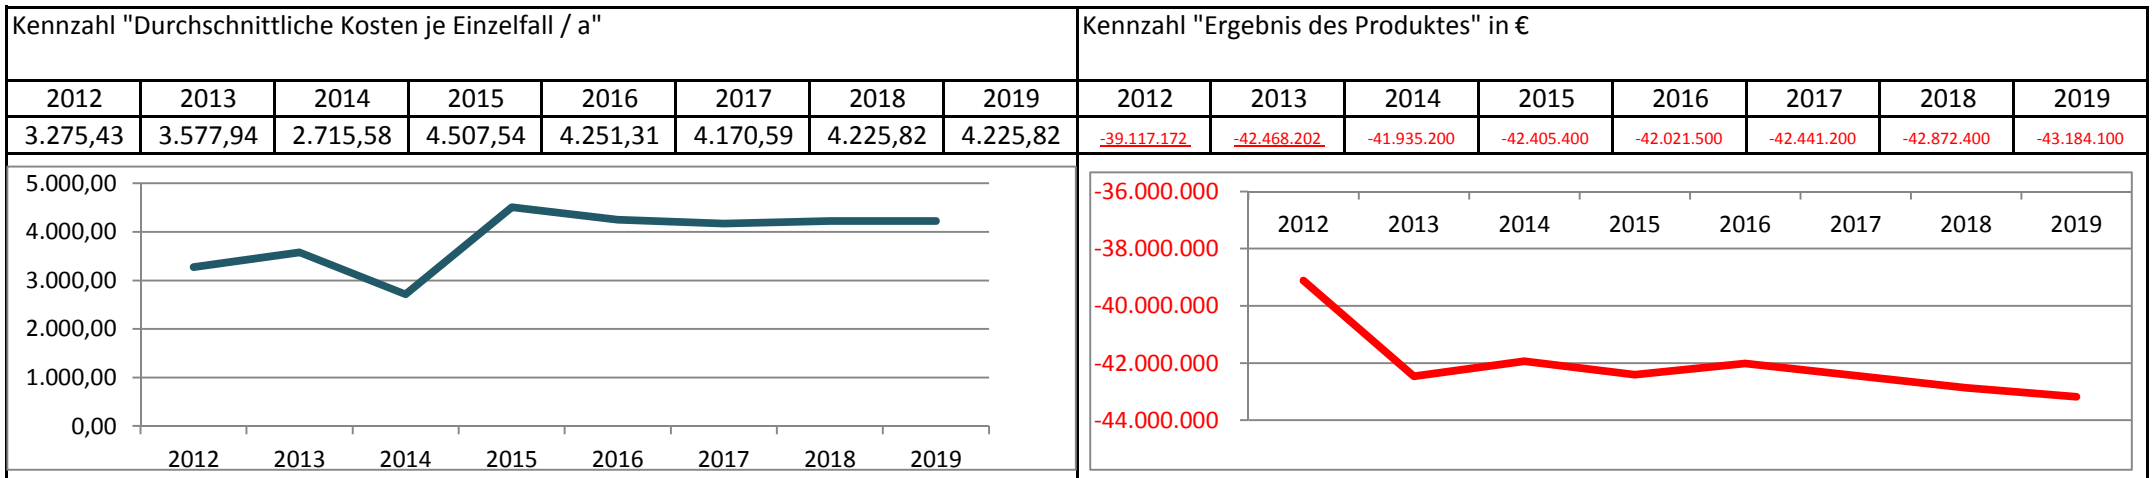 Kennzahl "Durchschnittliche Kosten je Einzelfall / a"
2012 2013 2014 2015 2016 2017 2018 2019
3.275,43 3.577,94 2.715,58 4.507,54 4.251,31 4.170,59 4.225,82 4.225,82
5.000,00
4.000,00
3.000,00
2.000,00
1.000,00
0,00
2012 2013 2014 2015 2016 2017 2018 2019
Kennzahl "Ergebnis des Produktes" in €
2012 2013 2014 2015 2016 2017 2018 2019
-39.117.172 -42.468.202 -41.935.200 -42.405.400 -42.021.500 -42.441.200 -42.872.400 -43.184.100
-36.000.000
2012 2013 2014 2015 2016 2017 2018 2019
-38.000.000
-40.000.000
-42.000.000
-44.000.000